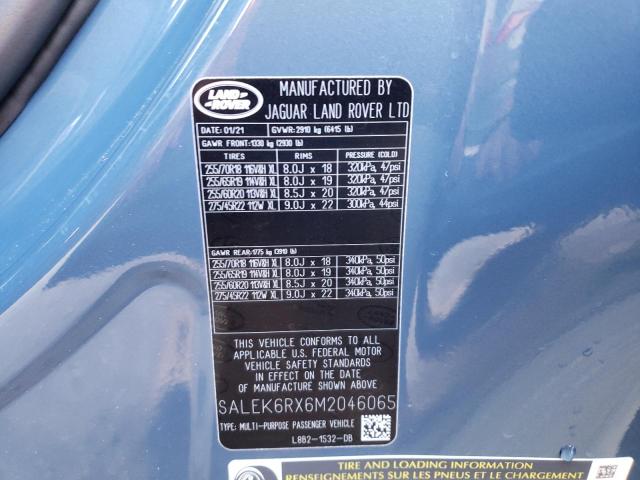 LAND ROVER
MANUFACTURED BY
JAGUAR LAND ROVER LTD
DATE: 01/21 GVWR: 2910 kg (6415 lb)
GAWR FRONT: 1330 kg (2930 lb)
TIRES RIMS PRESSURE (COLD)
255/70R18 116V&H XL 8.0J x 18 320kPa, 47psi
255/65R19 114V&H XL 8.0J x 19 320kPa, 47psi
255/60R20 113V&H XL 8.5J x 20 320kPa, 47psi
275/45R22 112W XL 9.0J x 22 300kPa, 44psi
GAWR REAR: 1775 kg (3910 lb)
255/70R18 116V&H XL 8.0J x 18 340kPa, 50psi
255/65R19 114V&H XL 8.0J x 19 340kPa, 50psi
255/60R20 113V&H XL 8.5J x 20 340kPa, 50psi
275/45R22 112W XL 9.0J x 22 340kPa, 50psi
THIS VEHICLE CONFORMS TO ALL
APPLICABLE U.S. FEDERAL MOTOR
VEHICLE SAFETY STANDARDS
IN EFFECT ON THE DATE
OF MANUFACTURE SHOWN ABOVE
SALEK6RX6M2046065
TYPE: MULTI-PURPOSE PASSENGER VEHICLE
L8B2-1532-DB
TIRE AND LOADING INFORMATION
RENSEIGNEMENTS SUR LES PNEUS ET LE CHARGEMENT